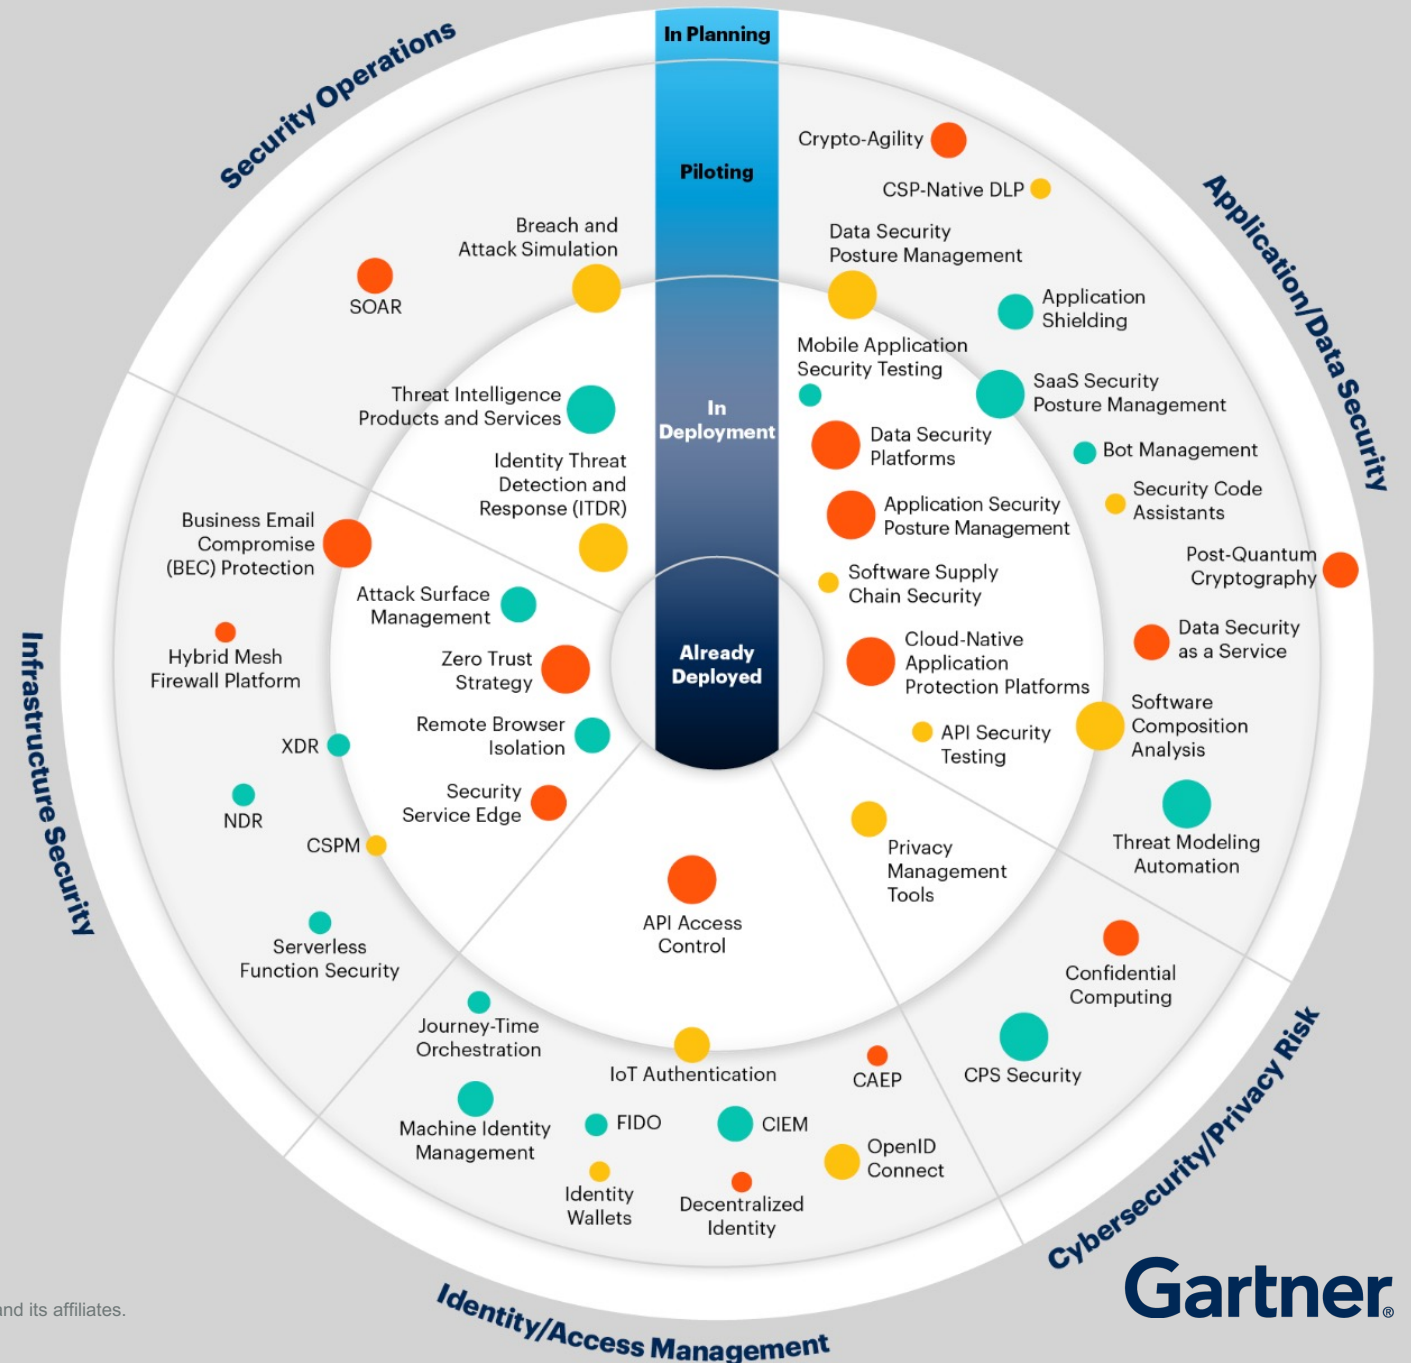 Security Operations
In Planning
Piloting
In
Deployment
Already
Deployed
Breach and
Attack Simulation
SOAR
Threat Intelligence
Products and Services
Identity Threat
Detection and
Response (ITDR)
Application/Data Security
Crypto-Agility
CSP-Native DLP
Data Security
Posture Management
Application
Shielding
Mobile Application
Security Testing
SaaS Security
Posture Management
Data Security
Platforms
Bot Management
Security Code
Assistants
Application Security
Posture Management
Post-Quantum
Cryptography
Software Supply
Chain Security
Data Security
as a Service
Cloud-Native
Application
Protection Platforms
Software
Composition
Analysis
API Security
Testing
Threat Modeling
Automation
Infrastructure Security
Business Email
Compromise
(BEC) Protection
Attack Surface
Management
Hybrid Mesh
Firewall Platform
Zero Trust
Strategy
Remote Browser
Isolation
XDR
NDR
Security
Service Edge
CSPM
Serverless
Function Security
Cybersecurity/Privacy Risk
Privacy
Management
Tools
Confidential
Computing
CPS Security
Identity/Access Management
API Access
Control
Journey-Time
Orchestration
IoT Authentication
CAEP
Machine Identity
Management
FIDO
CIEM
OpenID
Connect
Identity
Wallets
Decentralized
Identity
and its affiliates.
Gartner®